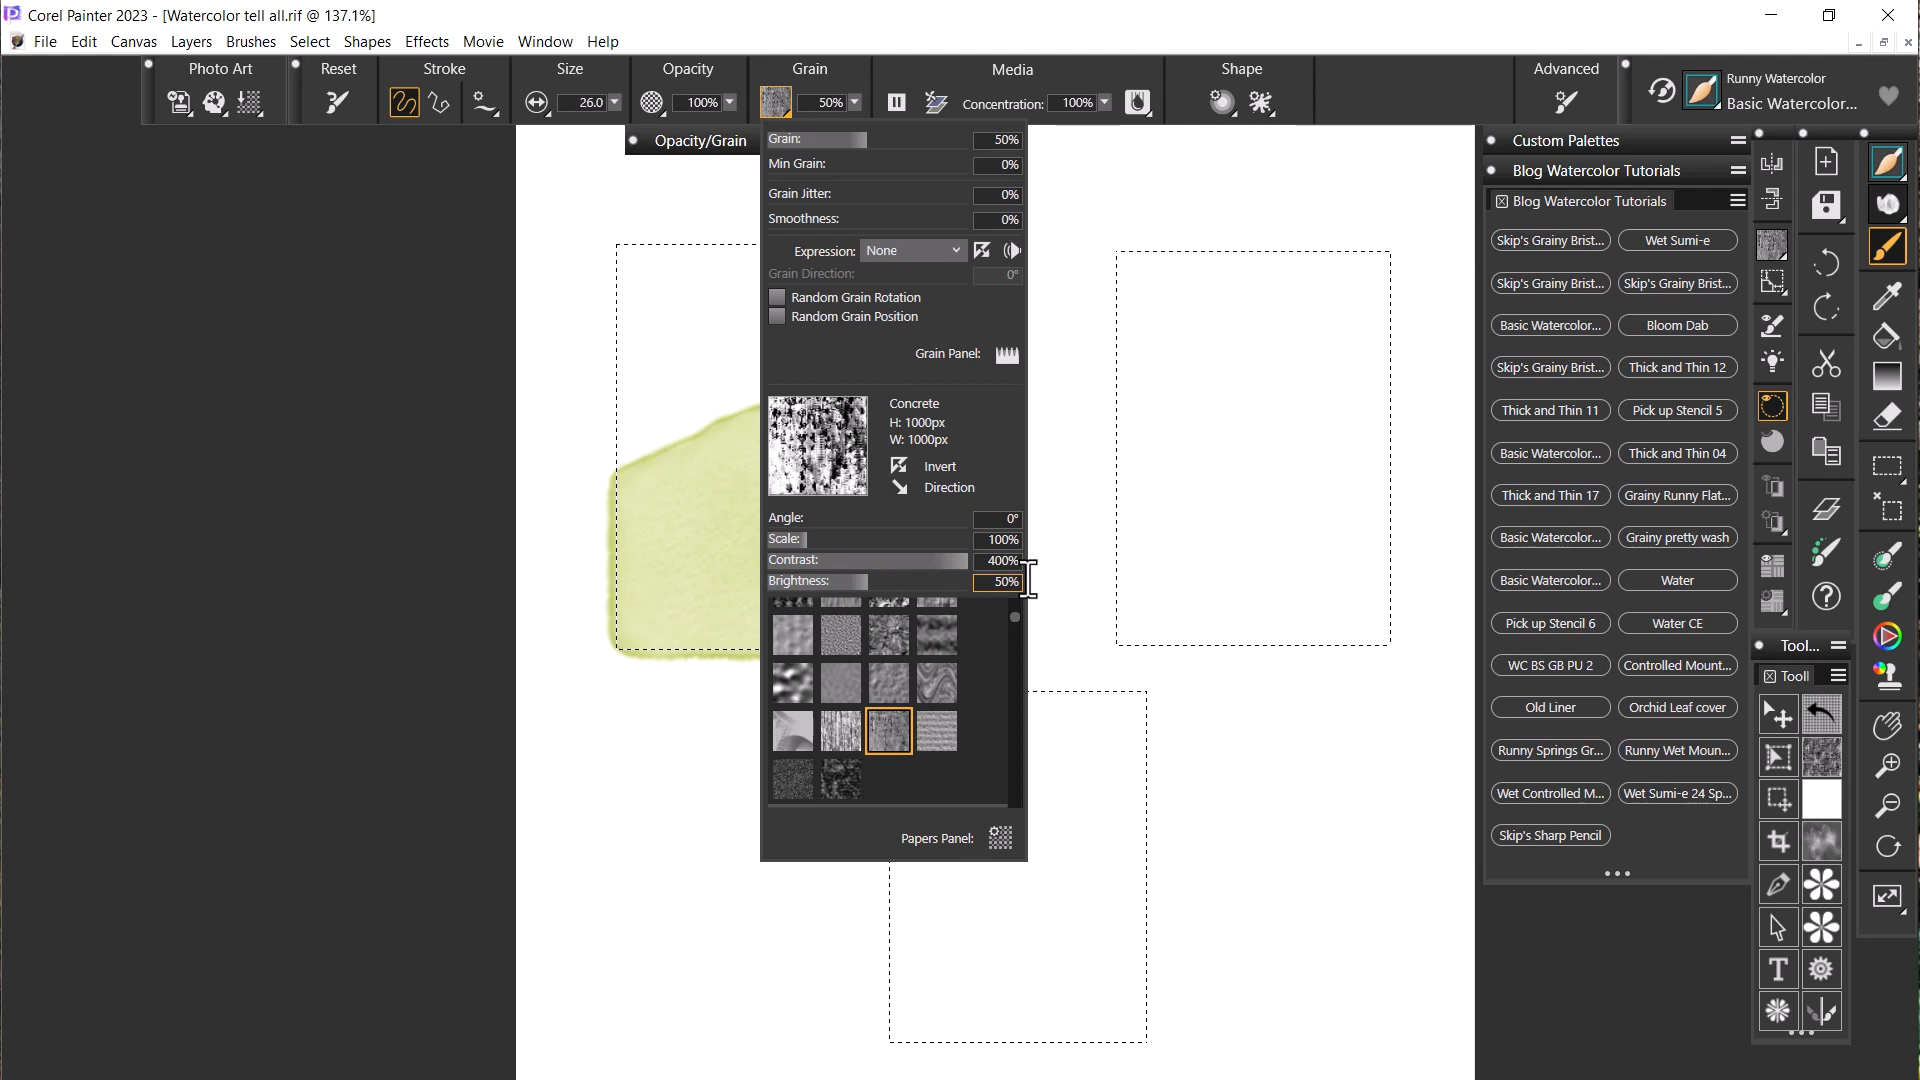 Corel Painter 2023 - [Watercolor tell all.rif @ 137.1%]
File Edit Canvas Layers Brushes Select Shapes Effects Movie Window Help
Photo Art Reset Stroke Size Opacity Grain Media Shape Advanced
26.0 100% 50% Concentration: 100%
Runny Watercolor
Basic Watercolor...
Opacity/Grain
Grain: 50%
Min Grain: 0%
Grain Jitter: 0%
Smoothness: 0%
Expression: None
Grain Direction: 0°
Random Grain Rotation
Random Grain Position
Grain Panel:
Concrete
H: 1000px
W: 1000px
Invert
Direction
Angle: 0°
Scale: 100%
Contrast: 400%
Brightness: 50%
Papers Panel:
Custom Palettes
Blog Watercolor Tutorials
Blog Watercolor Tutorials
Skip's Grainy Brist... Wet Sumi-e
Skip's Grainy Brist... Skip's Grainy Brist...
Basic Watercolor... Bloom Dab
Skip's Grainy Brist... Thick and Thin 12
Thick and Thin 11 Pick up Stencil 5
Basic Watercolor... Thick and Thin 04
Thick and Thin 17 Grainy Runny Flat...
Basic Watercolor... Grainy pretty wash
Basic Watercolor... Water
Pick up Stencil 6 Water CE
WC BS GB PU 2 Controlled Mount...
Old Liner Orchid Leaf cover
Runny Springs Gr... Runny Wet Moun...
Wet Controlled M... Wet Sumi-e 24 Sp...
Skip's Sharp Pencil
Tool...
Tooll